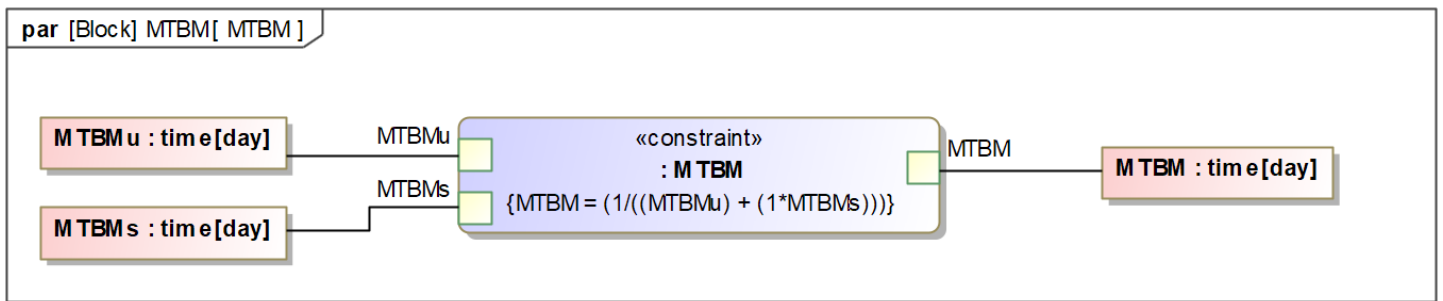 par [Block] MTBM[ MTBM ]
MTBMu : time[day]
MTBMu
«constraint»
: MTBM
{MTBM = (1/((MTBMu) + (1*MTBMs)))}
MTBM
MTBM : time[day]
MTBMs
MTBMs : time[day]